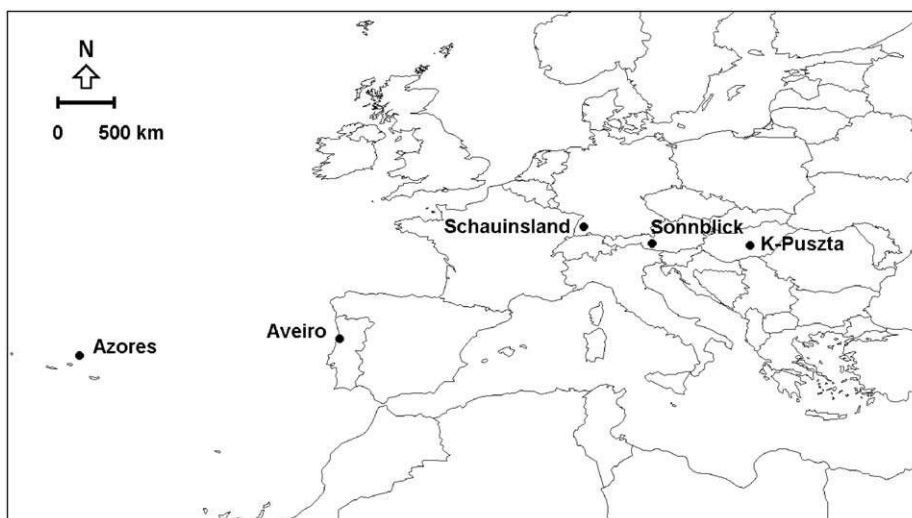 N
0 500 km
Schauinsland
Sonnblick
K-Puszta
Aveiro
Azores